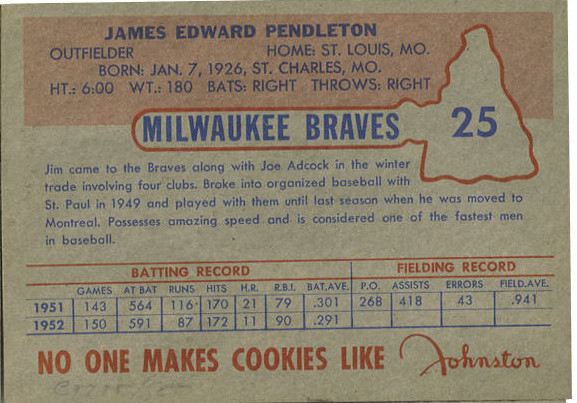 JAMES EDWARD PENDLETON
OUTFIELDER HOME: ST. LOUIS, MO.
BORN: JAN. 7, 1926, ST. CHARLES, MO.
HT.: 6:00 WT.: 180 BATS: RIGHT THROWS: RIGHT
MILWAUKEE BRAVES 25
Jim came to the Braves along with Joe Adcock in the winter
trade involving four clubs. Broke into organized baseball with
St. Paul in 1949 and played with them until last season when he was moved to
Montreal. Possesses amazing speed and is considered one of the fastest men
in baseball.
BATTING RECORD FIELDING RECORD
GAMES AT BAT RUNS HITS H.R. R.B.I. BAT.AVE. P.O. ASSISTS ERRORS FIELD.AVE.
1951 143 564 116 170 21 79 .301 268 418 43 .941
1952 150 591 87 172 11 90 .291
NO ONE MAKES COOKIES LIKE Johnston